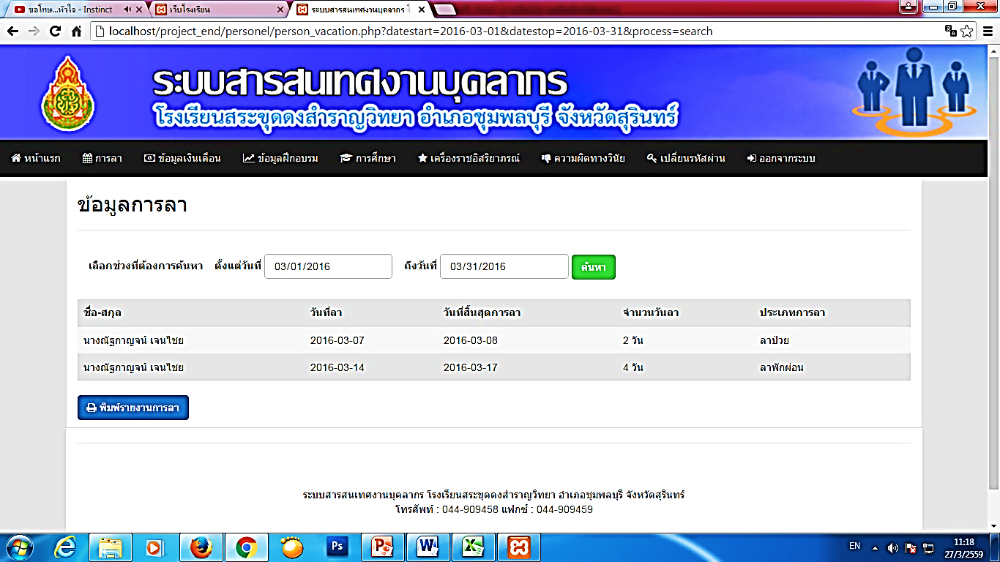 ขอโทษ...หัวใจ - Instinct
เว็บโรงเรียน
ระบบสารสนเทศงานบุคลากร
localhost/project_end/personel/person_vacation.php?datestart=2016-03-01&datestop=2016-03-31&process=search
ระบบสารสนเทศงานบุคลากร
โรงเรียนสระขุดดงสำราญวิทยา อำเภอชุมพลบุรี จังหวัดสุรินทร์
หน้าแรก การลา ข้อมูลเงินเดือน ข้อมูลฝึกอบรม การศึกษา เครื่องราชอิสริยาภรณ์ ความผิดทางวินัย เปลี่ยนรหัสผ่าน ออกจากระบบ
ข้อมูลการลา
เลือกช่วงที่ต้องการค้นหา ตั้งแต่วันที่ 03/01/2016 ถึงวันที่ 03/31/2016 ค้นหา
ชื่อ-สกุล วันที่ลา วันที่สิ้นสุดการลา จำนวนวันลา ประเภทการลา
นางณัฐกาญจน์ เจนไชย 2016-03-07 2016-03-08 2 วัน ลาป่วย
นางณัฐกาญจน์ เจนไชย 2016-03-14 2016-03-17 4 วัน ลาพักผ่อน
พิมพ์รายงานการลา
ระบบสารสนเทศงานบุคลากร โรงเรียนสระขุดดงสำราญวิทยา อำเภอชุมพลบุรี จังหวัดสุรินทร์
โทรศัพท์ : 044-909458 แฟกซ์ : 044-909459
Ps
EN
11:18
27/3/2559